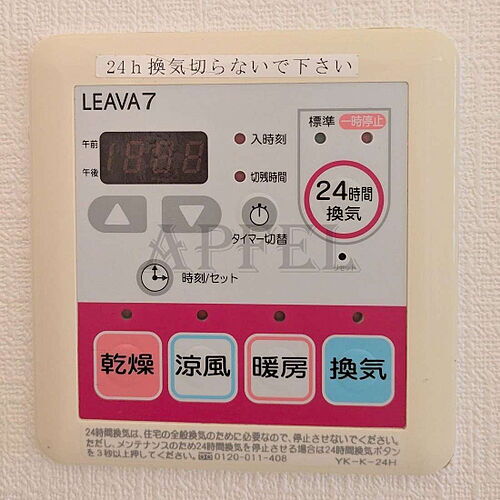 24h換気切らないで下さい
LEAVA7
標準 一時停止
午前
入時刻
午後
切残時間
24時間
換気
タイマー切替
APFEL
リセット
時刻/セット
乾燥 涼風 暖房 換気
24時間換気は、住宅の全般換気のために必要なので、停止させないでください。
ただし、メンテナンスのため24時間換気を停止させる場合は24時間換気ボタン
を3秒以上押してください。 0120-011-408
YK-K-24H